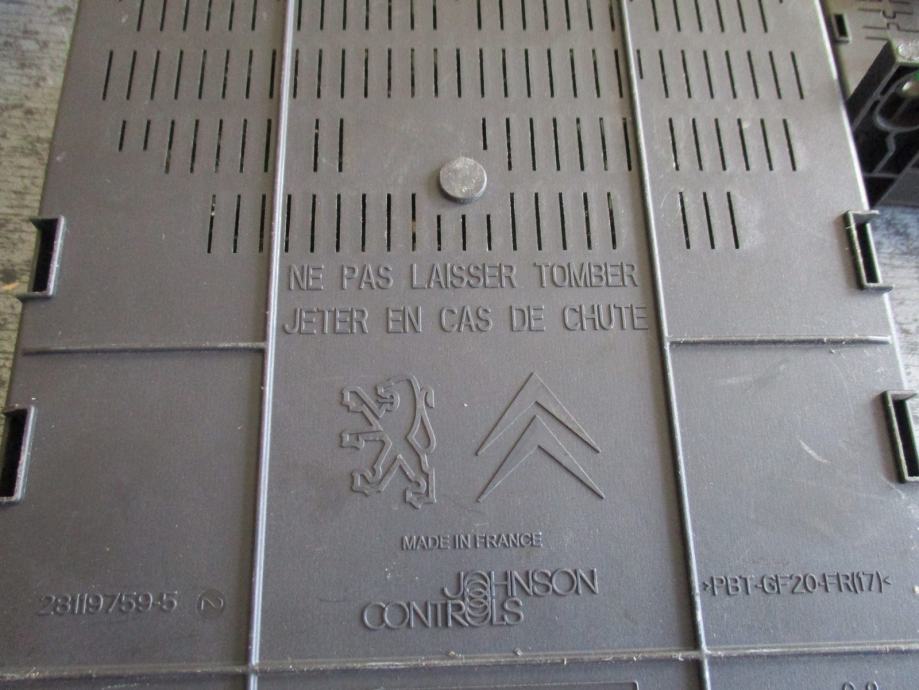 NE PAS LAISSER TOMBER
JETER EN CAS DE CHUTE
MADE IN FRANCE
JOHNSON
CONTROLS
28119759-5 2
>PBT-GF20-FR(17)<